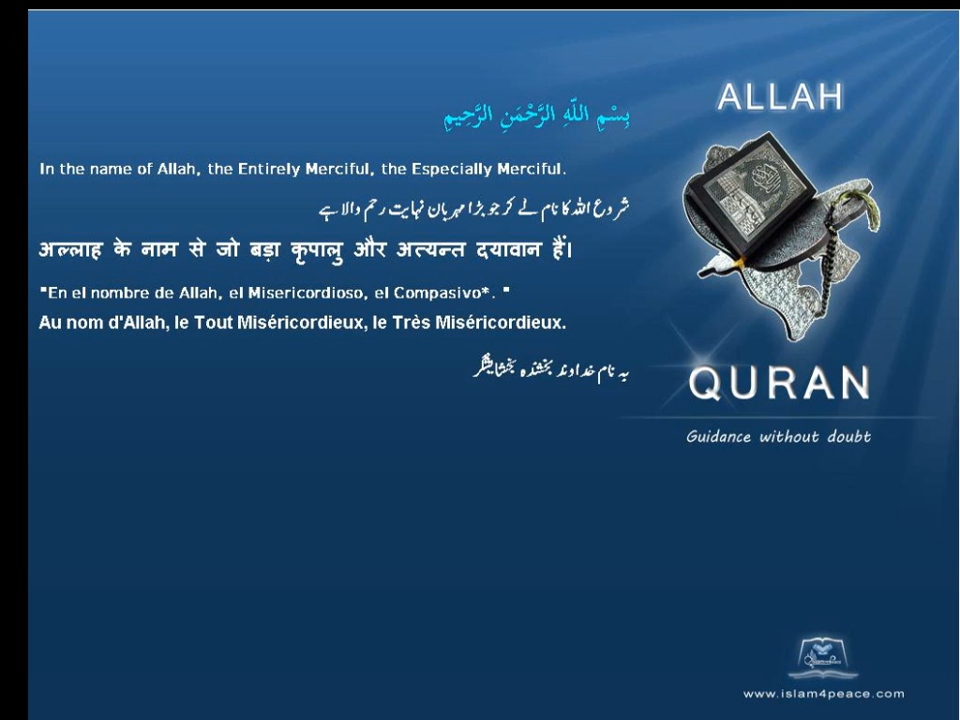 بِسْمِ اللَّهِ الرَّحْمَنِ الرَّحِيمِ
In the name of Allah, the Entirely Merciful, the Especially Merciful.
شروع الله کا نام لے کر جو بڑا مہربان نہایت رحم والا ہے
अल्लाह के नाम से जो बड़ा कृपालु और अत्यन्त दयावान हैं।
"En el nombre de Allah, el Misericordioso, el Compasivo*. "
Au nom d'Allah, le Tout Miséricordieux, le Très Miséricordieux.
به نام خداوند بخشنده بخشایشگر
ALLAH
QURAN
Guidance without doubt
www.islam4peace.com